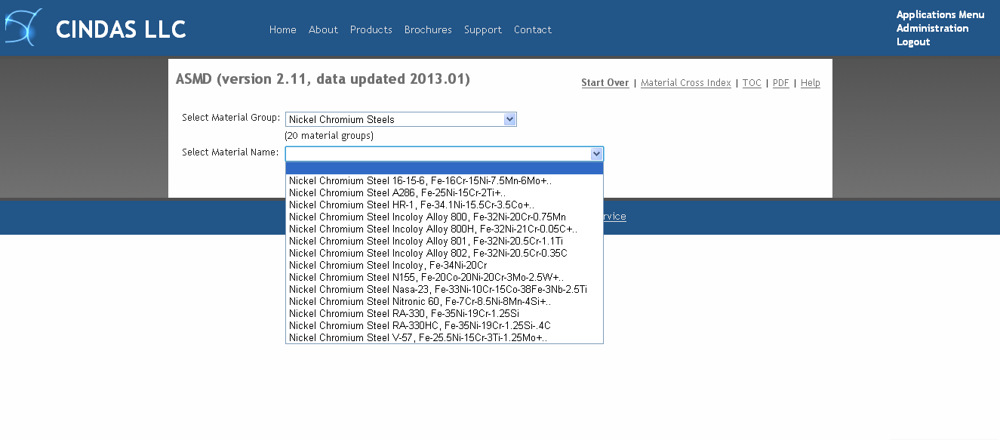 CINDAS LLC
Home About Products Brochures Support Contact
Applications Menu
Administration
Logout
ASMD (version 2.11, data updated 2013.01)
Start Over | Material Cross Index | TOC | PDF | Help
Select Material Group: Nickel Chromium Steels
(20 material groups)
Select Material Name:
Nickel Chromium Steel 16-15-6, Fe-16Cr-15Ni-7.5Mn-6Mo+..
Nickel Chromium Steel A286, Fe-25Ni-15Cr-2Ti+..
Nickel Chromium Steel HR-1, Fe-34.1Ni-15.5Cr-3.5Co+..
Nickel Chromium Steel Incoloy Alloy 800, Fe-32Ni-20Cr-0.75Mn
Nickel Chromium Steel Incoloy Alloy 800H, Fe-32Ni-21Cr-0.05C+..
Nickel Chromium Steel Incoloy Alloy 801, Fe-32Ni-20.5Cr-1.1Ti
Nickel Chromium Steel Incoloy Alloy 802, Fe-32Ni-20.5Cr-0.35C
Nickel Chromium Steel Incoloy, Fe-34Ni-20Cr
Nickel Chromium Steel N155, Fe-20Co-20Ni-20Cr-3Mo-2.5W+..
Nickel Chromium Steel Nasa-23, Fe-33Ni-10Cr-15Co-38Fe-3Nb-2.5Ti
Nickel Chromium Steel Nitronic 60, Fe-7Cr-8.5Ni-8Mn-4Si+..
Nickel Chromium Steel RA-330, Fe-35Ni-19Cr-1.25Si
Nickel Chromium Steel RA-330HC, Fe-35Ni-19Cr-1.25Si-.4C
Nickel Chromium Steel V-57, Fe-25.5Ni-15Cr-3Ti-1.25Mo+..
rvice